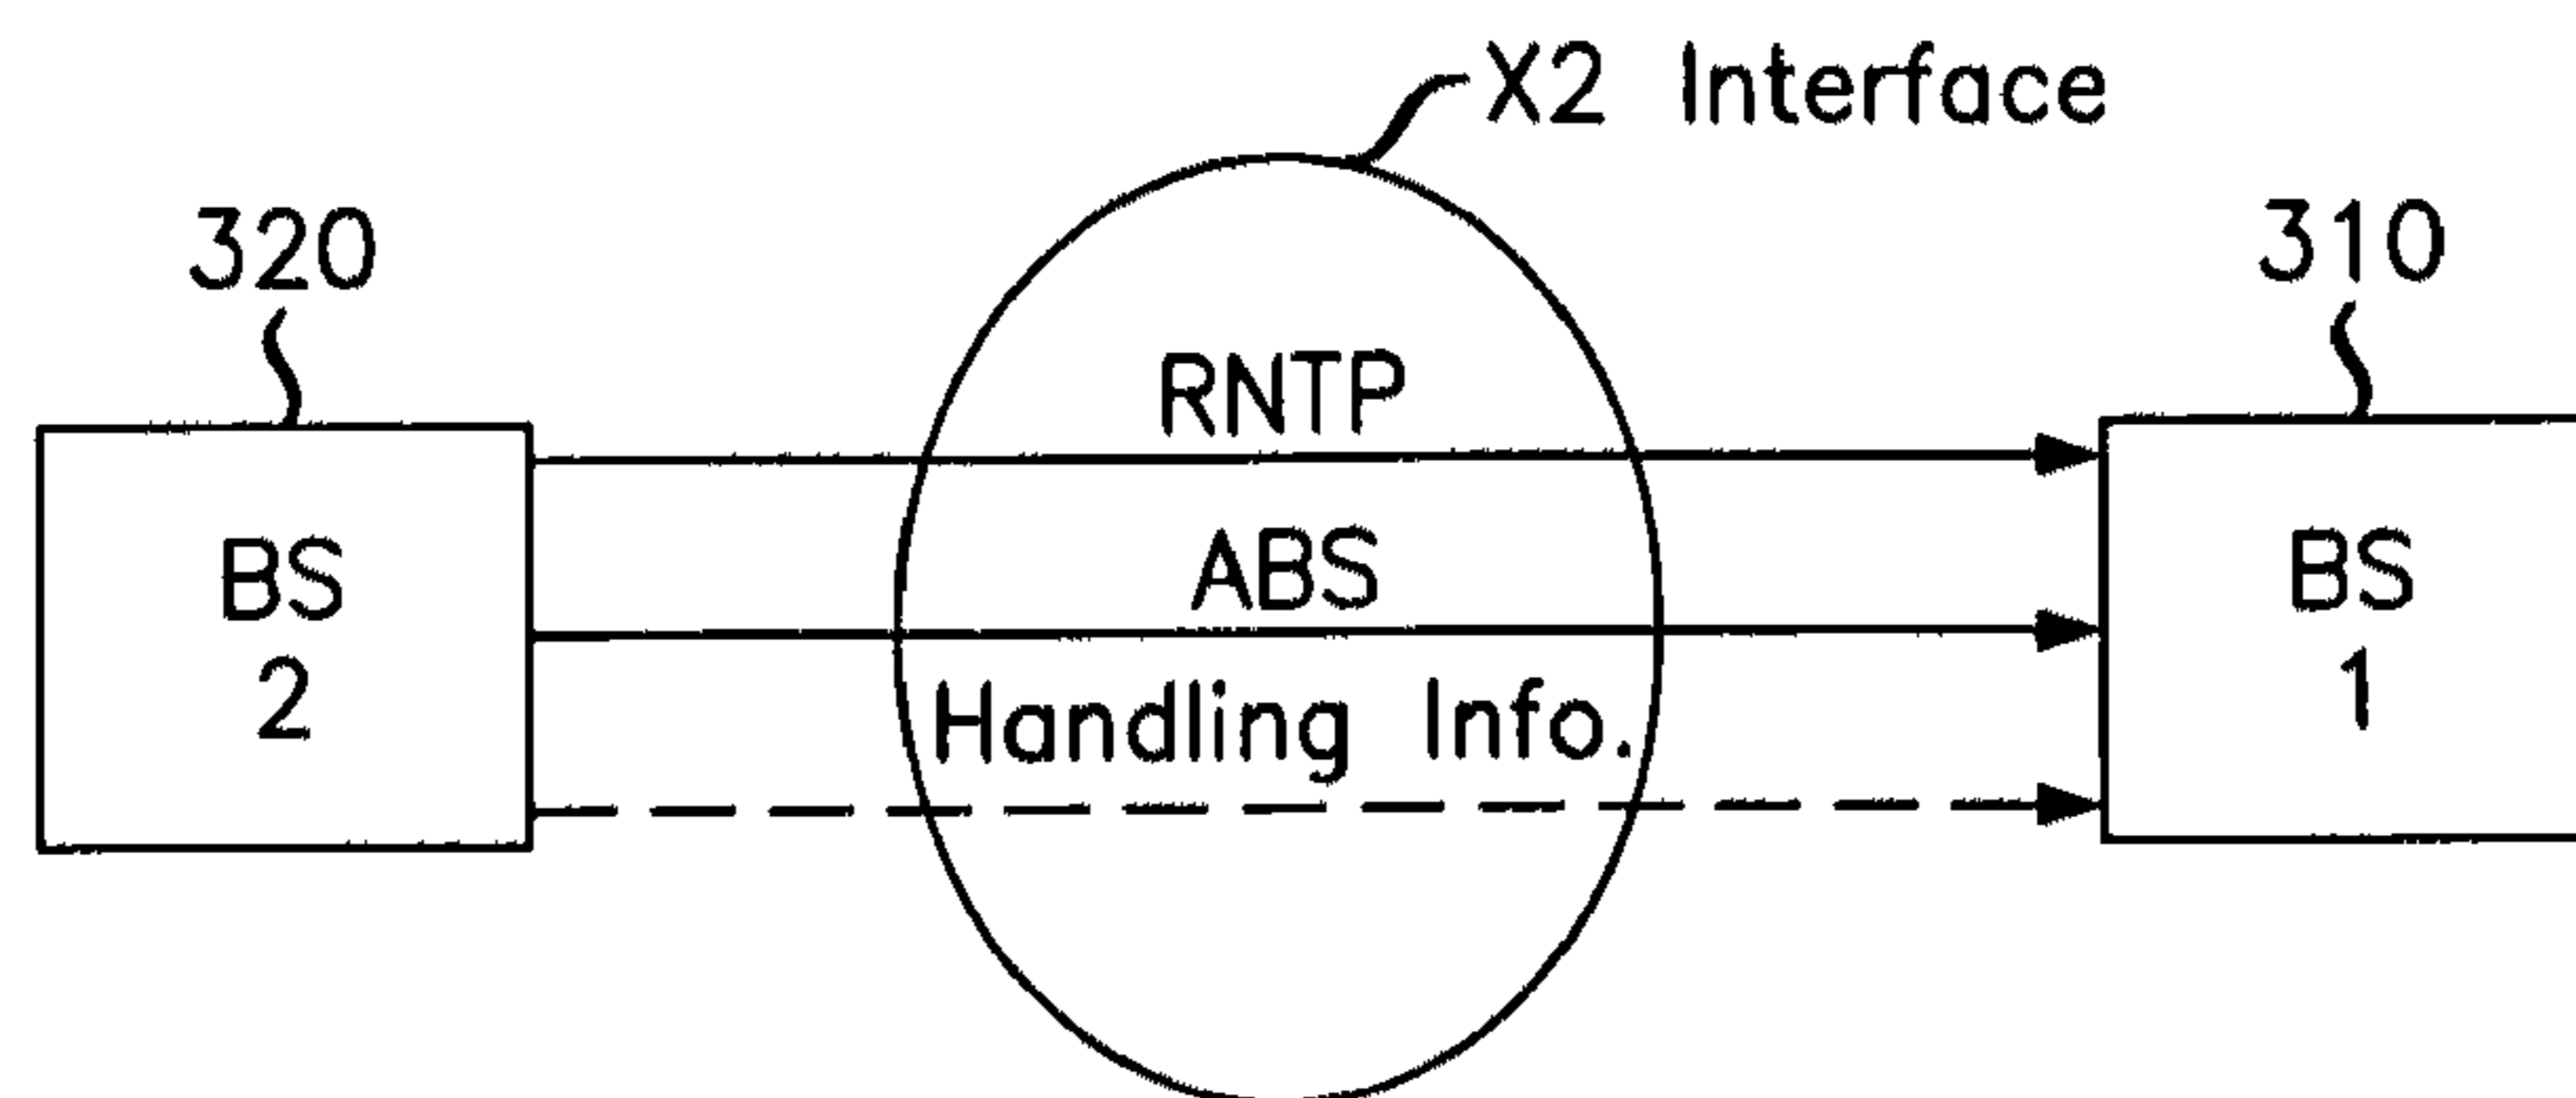 X2 Interface
320
310
RNTP
ABS
BS
2
BS
1
Handling Info.